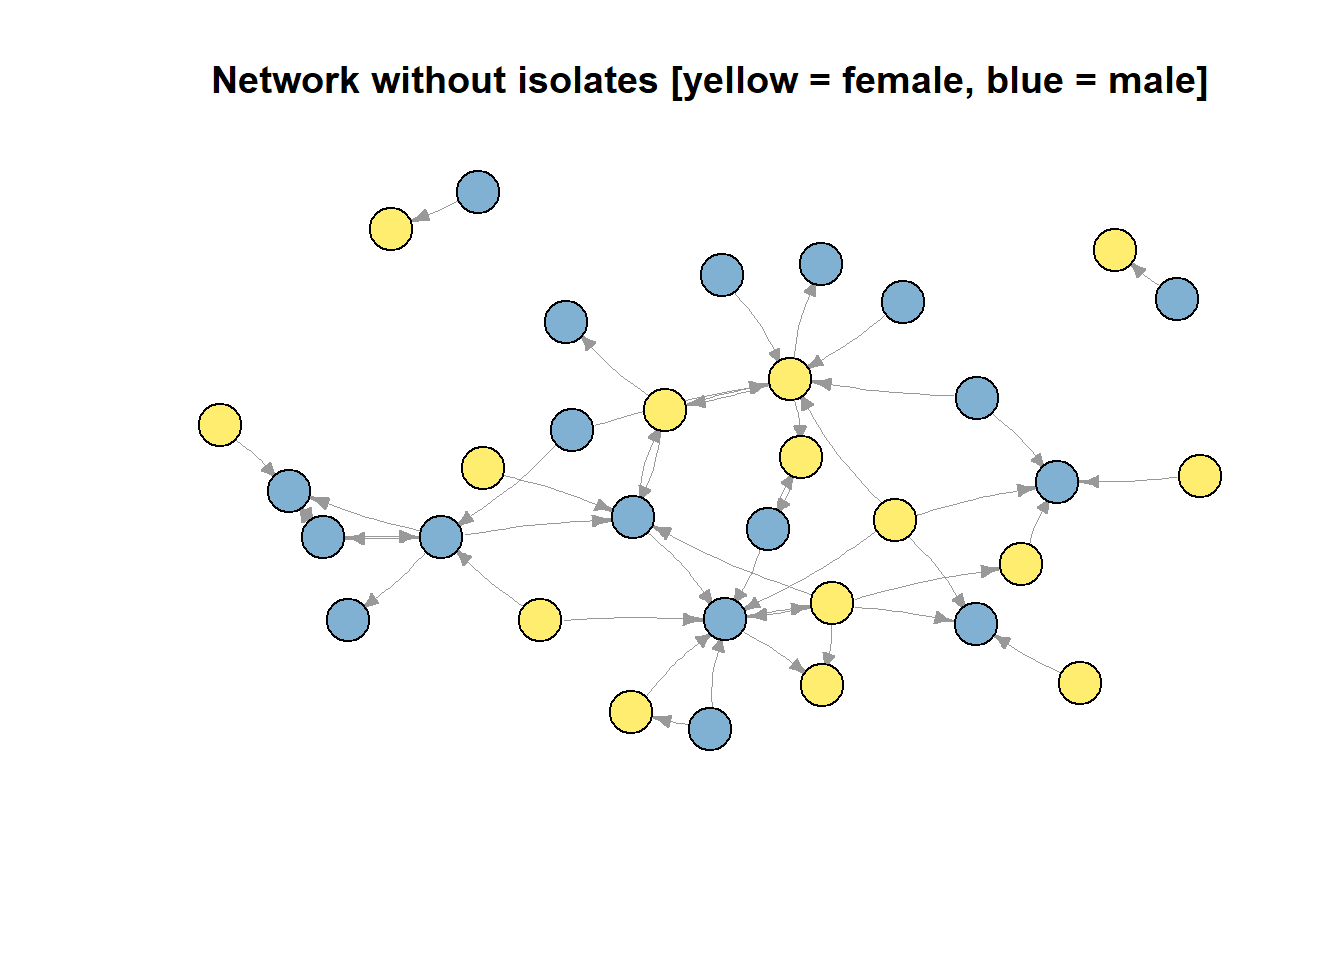 Network without isolates [yellow = female, blue = male]